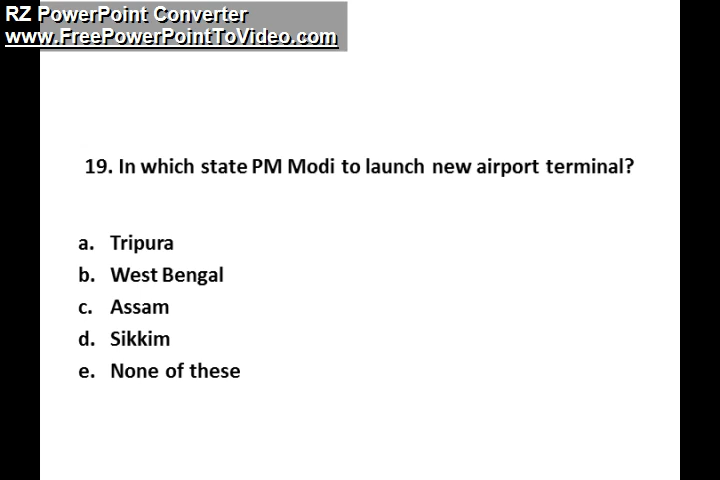 RZ PowerPoint Converter
www.FreePowerPointToVideo.com
19. In which state PM Modi to launch new airport terminal?
a. Tripura
b. West Bengal
c. Assam
d. Sikkim
e. None of these